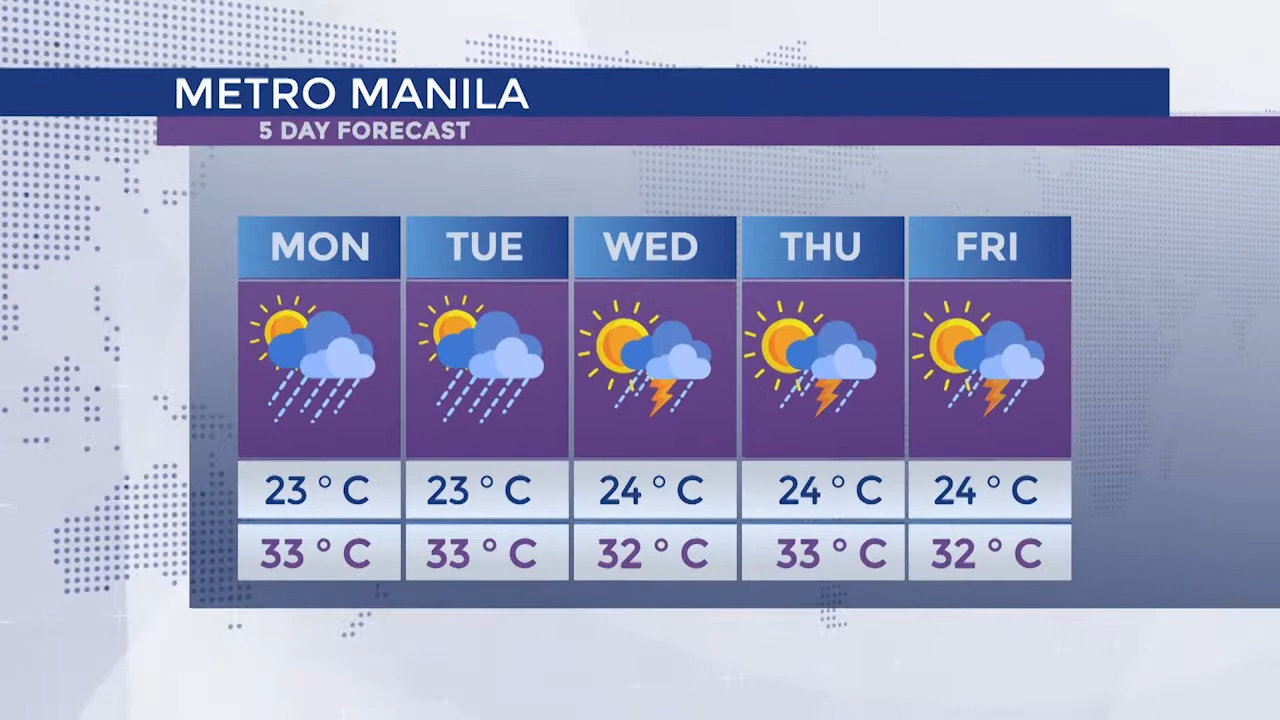 METRO MANILA
5 DAY FORECAST
MON TUE WED THU FRI
23 ° C 23 ° C 24 ° C 24 ° C 24 ° C
33 ° C 33 ° C 32 ° C 33 ° C 32 ° C